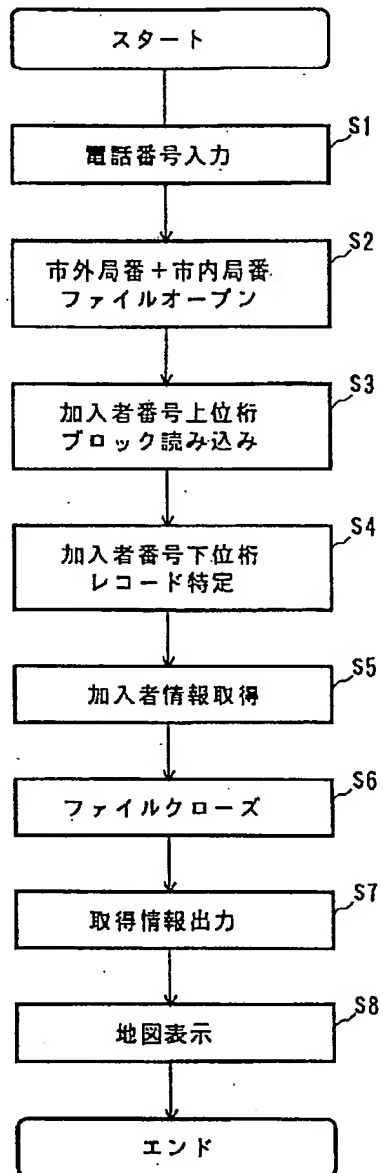 スタート
S1
電話番号入力
S2
市外局番+市内局番
ファイルオープン
S3
加入者番号上位桁
ブロック読み込み
S4
加入者番号下位桁
レコード特定
S5
加入者情報取得
S6
ファイルクローズ
S7
取得情報出力
S8
地図表示
エンド